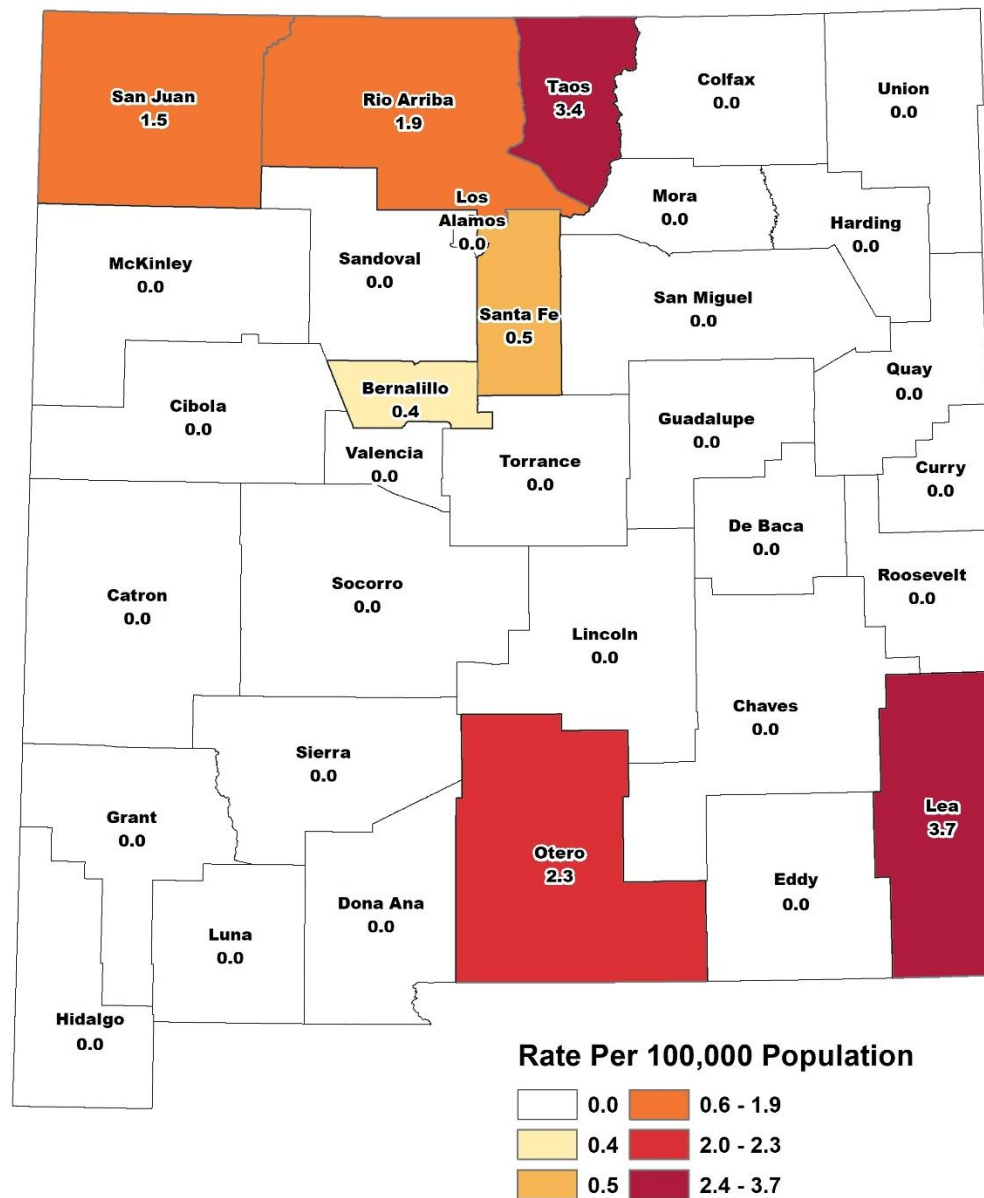 San Juan
1.5
Rio Arriba
1.9
Taos
3.4
Colfax
0.0
Union
0.0
Los
Alamos
0.0
Mora
0.0
Harding
0.0
McKinley
0.0
Sandoval
0.0
Santa Fe
0.5
San Miguel
0.0
Quay
0.0
Cibola
0.0
Bernalillo
0.4
Guadalupe
0.0
Valencia
0.0
Torrance
0.0
Curry
0.0
De Baca
0.0
Catron
0.0
Socorro
0.0
Roosevelt
0.0
Lincoln
0.0
Chaves
0.0
Sierra
0.0
Grant
0.0
Lea
3.7
Otero
2.3
Eddy
0.0
Dona Ana
0.0
Luna
0.0
Hidalgo
0.0
Rate Per 100,000 Population
0.0 0.6 - 1.9
0.4 2.0 - 2.3
0.5 2.4 - 3.7